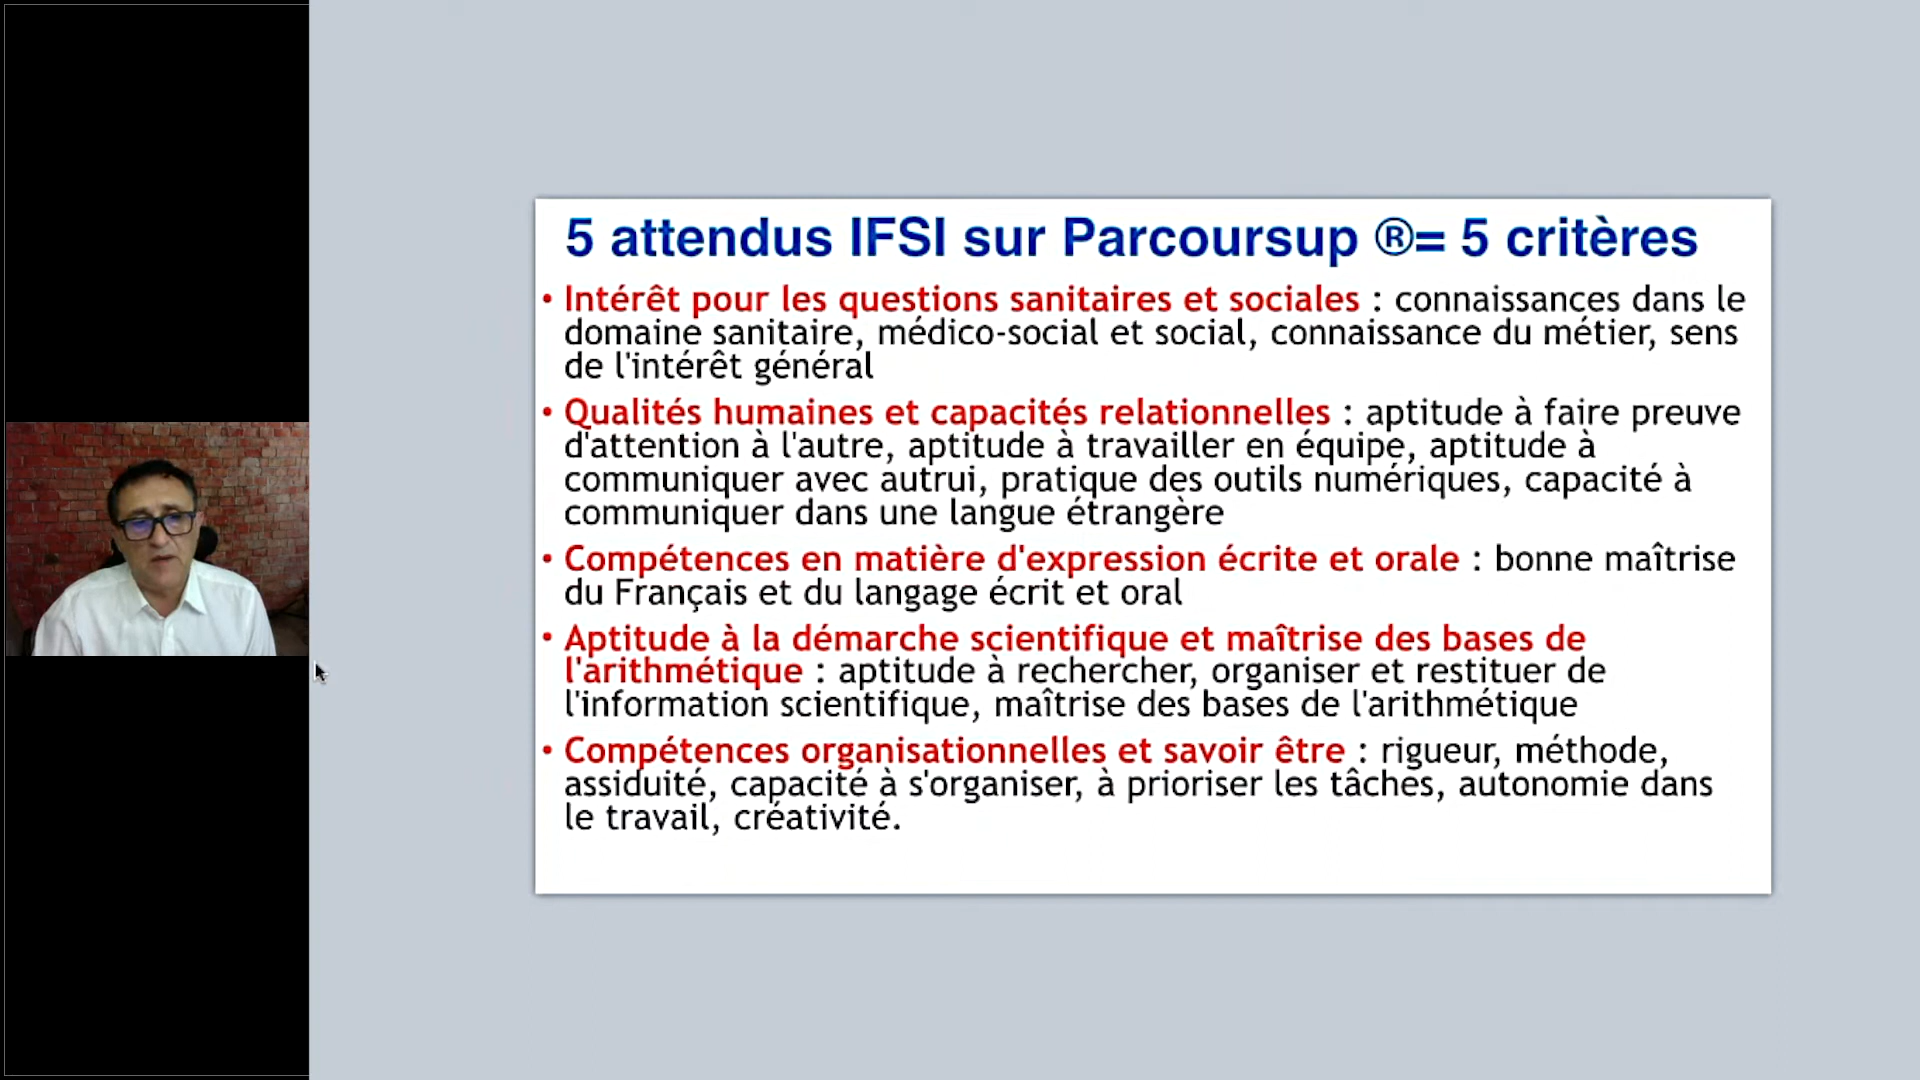 5 attendus IFSI sur Parcoursup ®= 5 critères
• Intérêt pour les questions sanitaires et sociales : connaissances dans le
domaine sanitaire, médico-social et social, connaissance du métier, sens
de l'intérêt général
• Qualités humaines et capacités relationnelles : aptitude à faire preuve
d'attention à l'autre, aptitude à travailler en équipe, aptitude à
communiquer avec autrui, pratique des outils numériques, capacité à
communiquer dans une langue étrangère
• Compétences en matière d'expression écrite et orale : bonne maîtrise
du Français et du langage écrit et oral
• Aptitude à la démarche scientifique et maîtrise des bases de
l'arithmétique : aptitude à rechercher, organiser et restituer de
l'information scientifique, maîtrise des bases de l'arithmétique
• Compétences organisationnelles et savoir être : rigueur, méthode,
assiduité, capacité à s'organiser, à prioriser les tâches, autonomie dans
le travail, créativité.